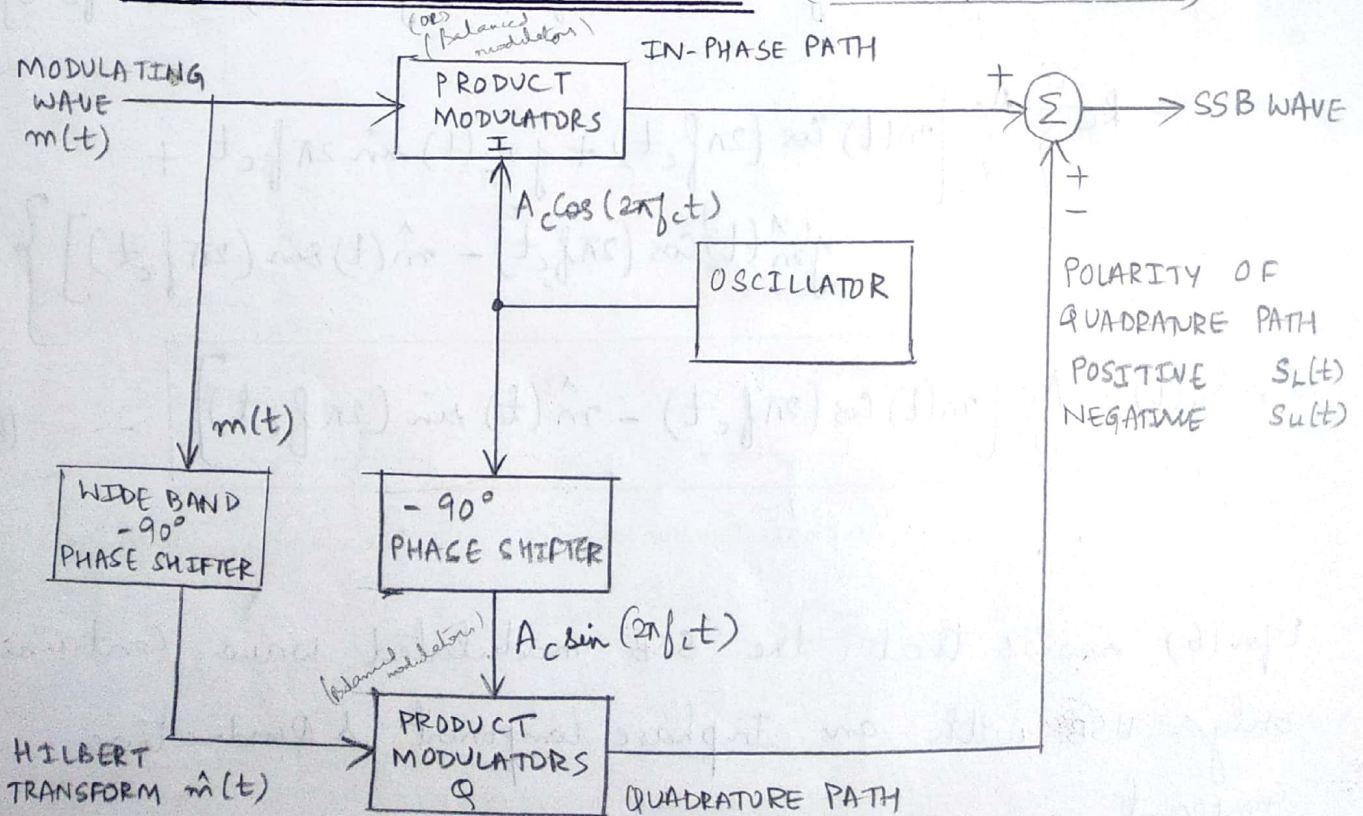 (OR)
(Balanced
modulators)
IN-PHASE PATH
MODULATING
WAVE
m(t)
PRODUCT
MODULATORS
I
+
Σ
SSB WAVE
+
-
A_c Cos (2πf_c t)
OSCILLATOR
POLARITY OF
QUADRATURE PATH
POSITIVE S_L(t)
NEGATIVE S_U(t)
m(t)
WIDE BAND
-90°
PHASE SHIFTER
-90°
PHASE SHIFTER
A_c sin (2πf_c t)
(Balanced
modulators)
PRODUCT
MODULATORS
Q
HILBERT
TRANSFORM m̂(t)
QUADRATURE PATH